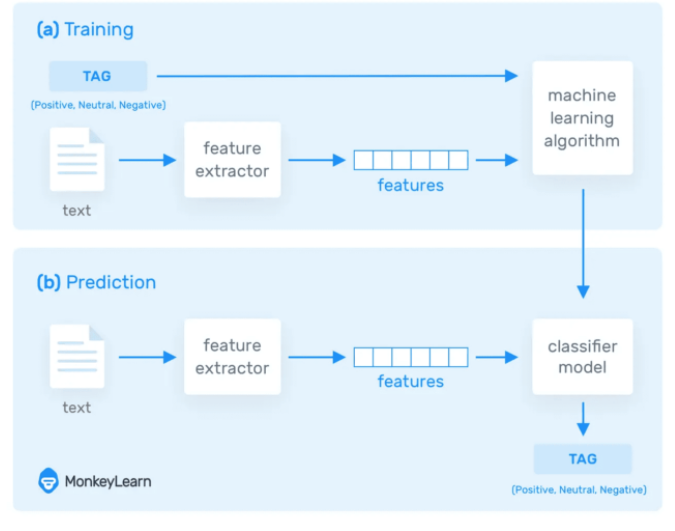 (a) Training
TAG
(Positive, Neutral, Negative)
text
feature
extractor
features
machine
learning
algorithm
(b) Prediction
text
feature
extractor
features
classifier
model
TAG
(Positive, Neutral, Negative)
MonkeyLearn